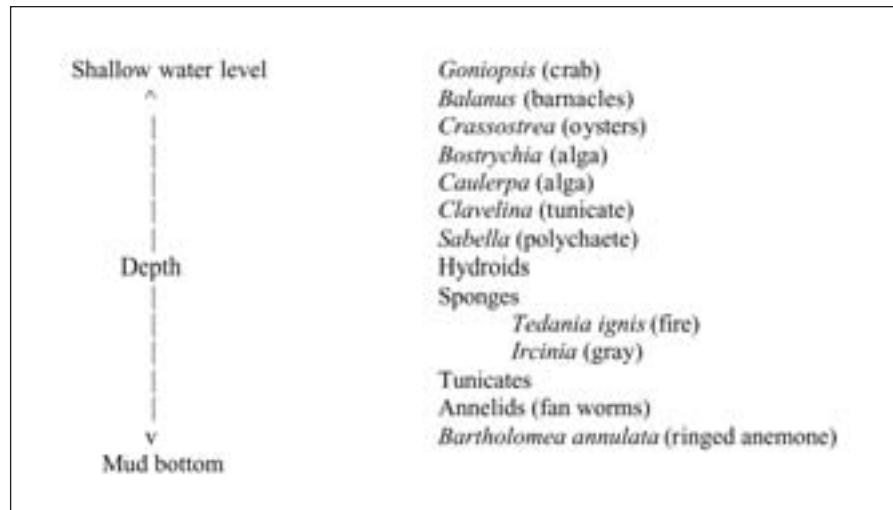 Shallow water level
^
|
|
|
|
|
|
Depth
|
|
|
|
|
|
v
Mud bottom
Goniopsis (crab)
Balanus (barnacles)
Crassostrea (oysters)
Bostrychia (alga)
Caulerpa (alga)
Clavelina (tunicate)
Sabella (polychaete)
Hydroids
Sponges
Tedania ignis (fire)
Ircinia (gray)
Tunicates
Annelids (fan worms)
Bartholomea annulata (ringed anemone)